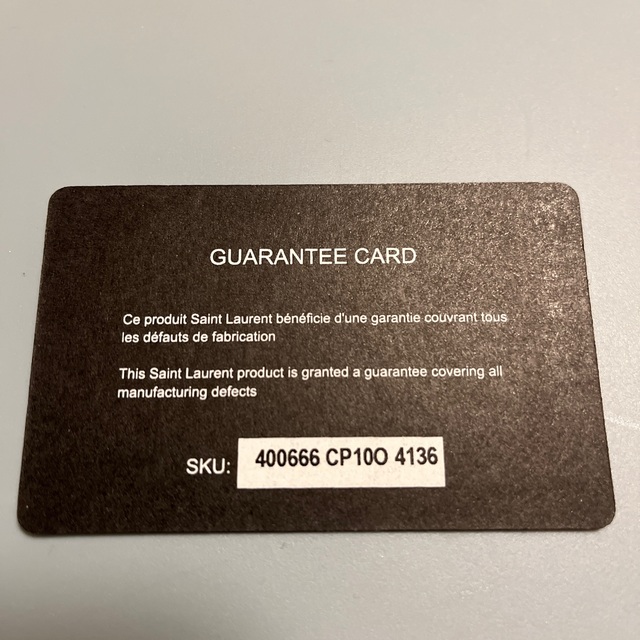 GUARANTEE CARD
Ce produit Saint Laurent bénéficie d'une garantie couvrant tous
les défauts de fabrication
This Saint Laurent product is granted a guarantee covering all
manufacturing defects
SKU: 400666 CP10O 4136